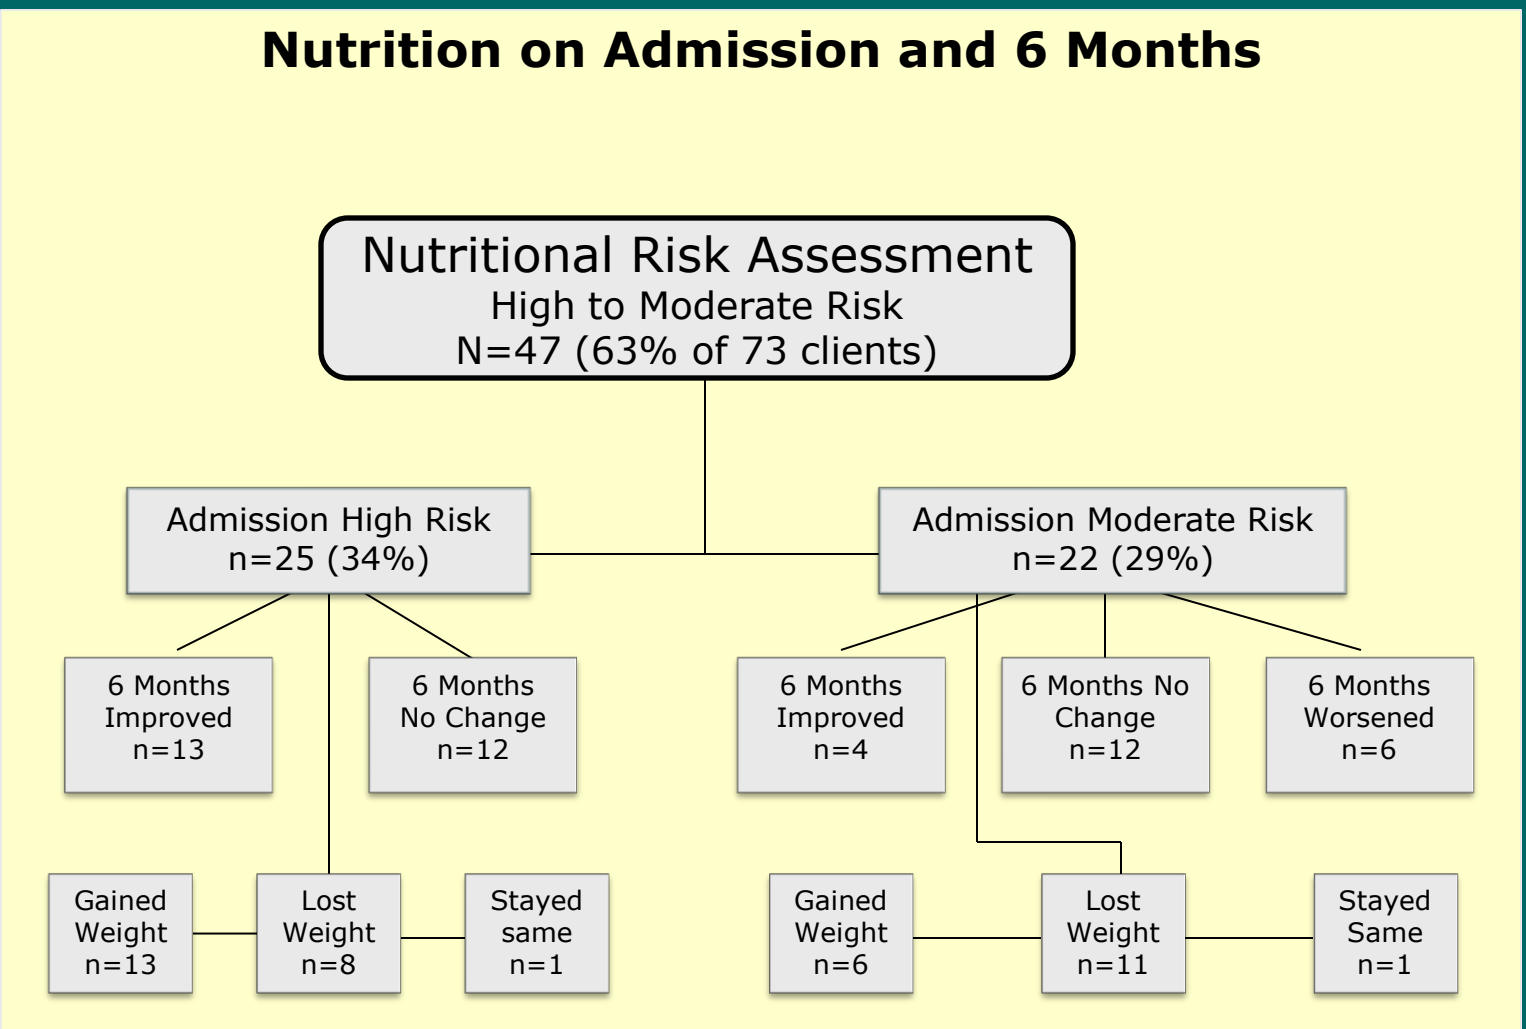 Nutrition on Admission and 6 Months
Nutritional Risk Assessment
High to Moderate Risk
N=47 (63% of 73 clients)
Admission High Risk
n=25 (34%)
Admission Moderate Risk
n=22 (29%)
6 Months
Improved
n=13
6 Months
No Change
n=12
6 Months
Improved
n=4
6 Months No
Change
n=12
6 Months
Worsened
n=6
Gained
Weight
n=13
Lost
Weight
n=8
Stayed
same
n=1
Gained
Weight
n=6
Lost
Weight
n=11
Stayed
Same
n=1